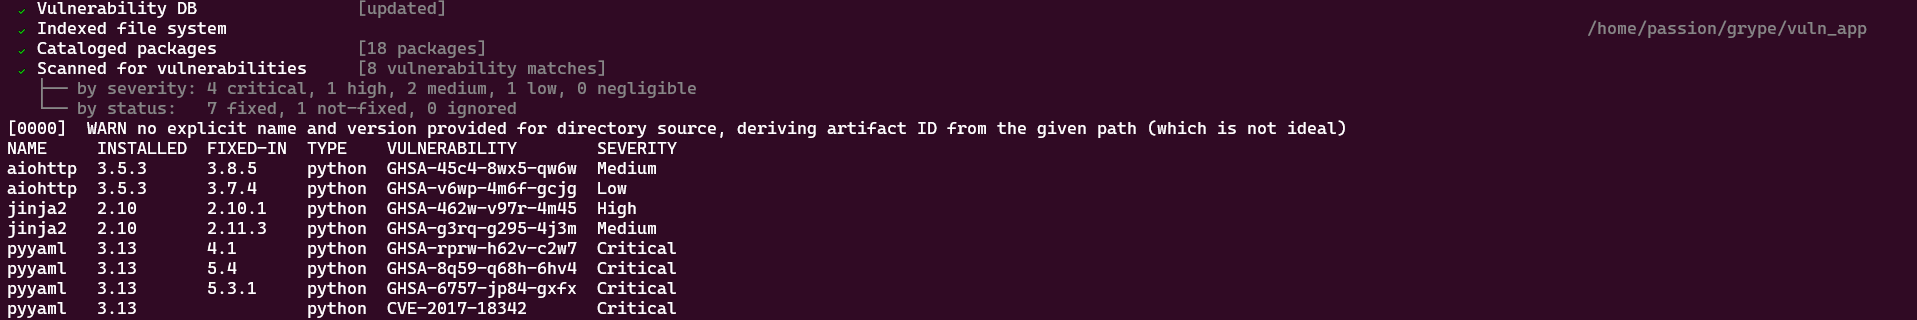 ✓ Vulnerability DB [updated]
✓ Indexed file system /home/passion/grype/vuln_app
✓ Cataloged packages [18 packages]
✓ Scanned for vulnerabilities [8 vulnerability matches]
├── by severity: 4 critical, 1 high, 2 medium, 1 low, 0 negligible
└── by status: 7 fixed, 1 not-fixed, 0 ignored
[0000] WARN no explicit name and version provided for directory source, deriving artifact ID from the given path (which is not ideal)
NAME INSTALLED FIXED-IN TYPE VULNERABILITY SEVERITY
aiohttp 3.5.3 3.8.5 python GHSA-45c4-8wx5-qw6w Medium
aiohttp 3.5.3 3.7.4 python GHSA-v6wp-4m6f-gcjg Low
jinja2 2.10 2.10.1 python GHSA-462w-v97r-4m45 High
jinja2 2.10 2.11.3 python GHSA-g3rq-g295-4j3m Medium
pyyaml 3.13 4.1 python GHSA-rprw-h62v-c2w7 Critical
pyyaml 3.13 5.4 python GHSA-8q59-q68h-6hv4 Critical
pyyaml 3.13 5.3.1 python GHSA-6757-jp84-gxfx Critical
pyyaml 3.13 python CVE-2017-18342 Critical